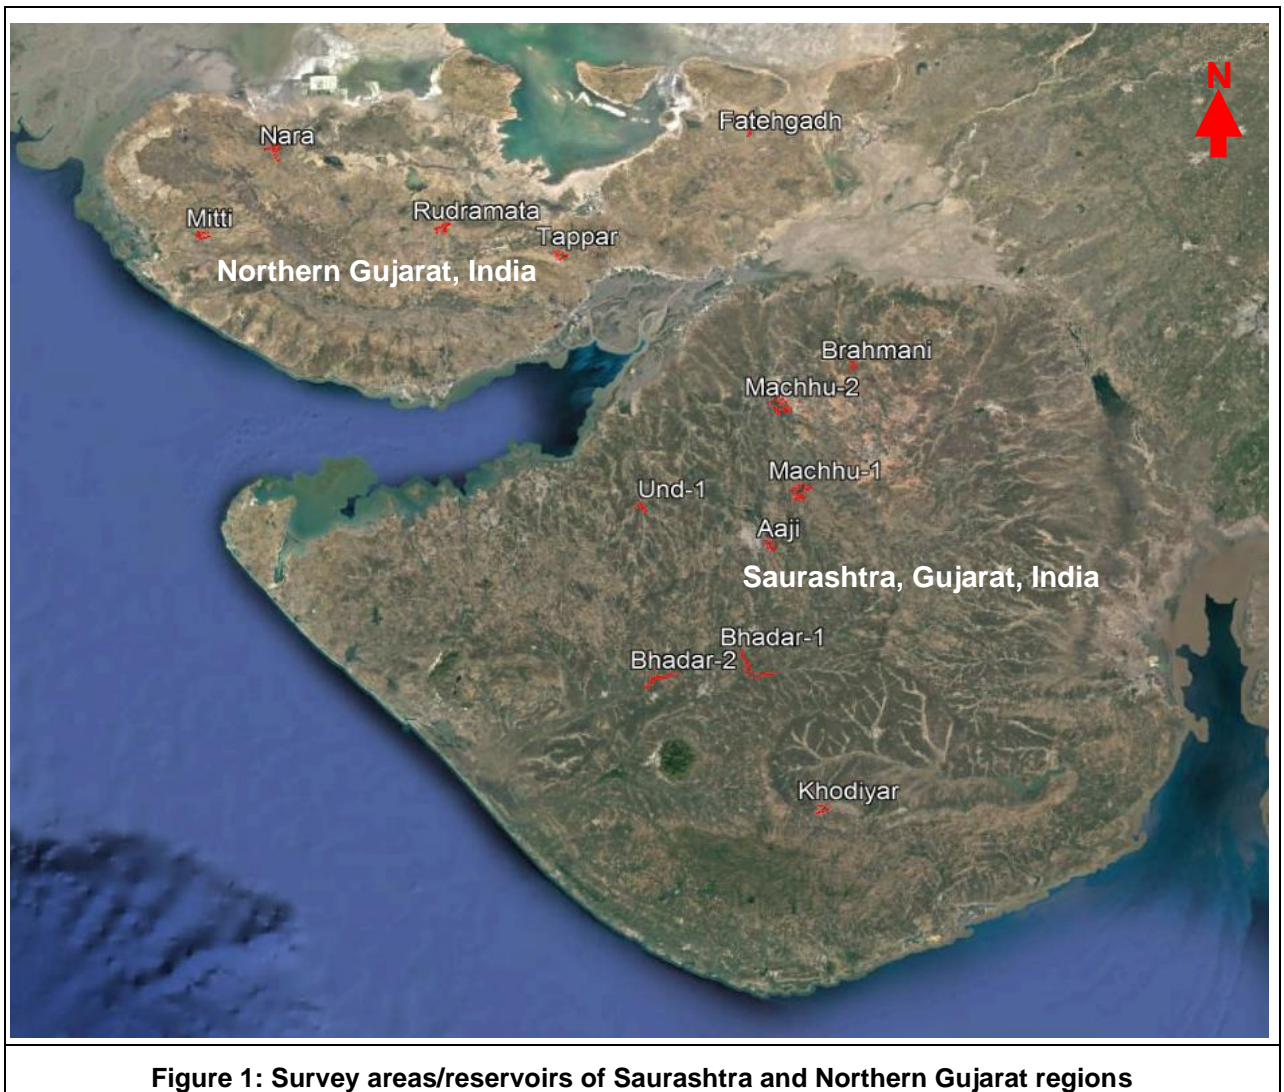 N
Fatehgadh
Nara
Rudramata
Mitti
Tappar
Northern Gujarat, India
Brahmani
Machhu-2
Machhu-1
Und-1
Aaji
Saurashtra, Gujarat, India
Bhadar-1
Bhadar-2
Khodiyar
Figure 1: Survey areas/reservoirs of Saurashtra and Northern Gujarat regions